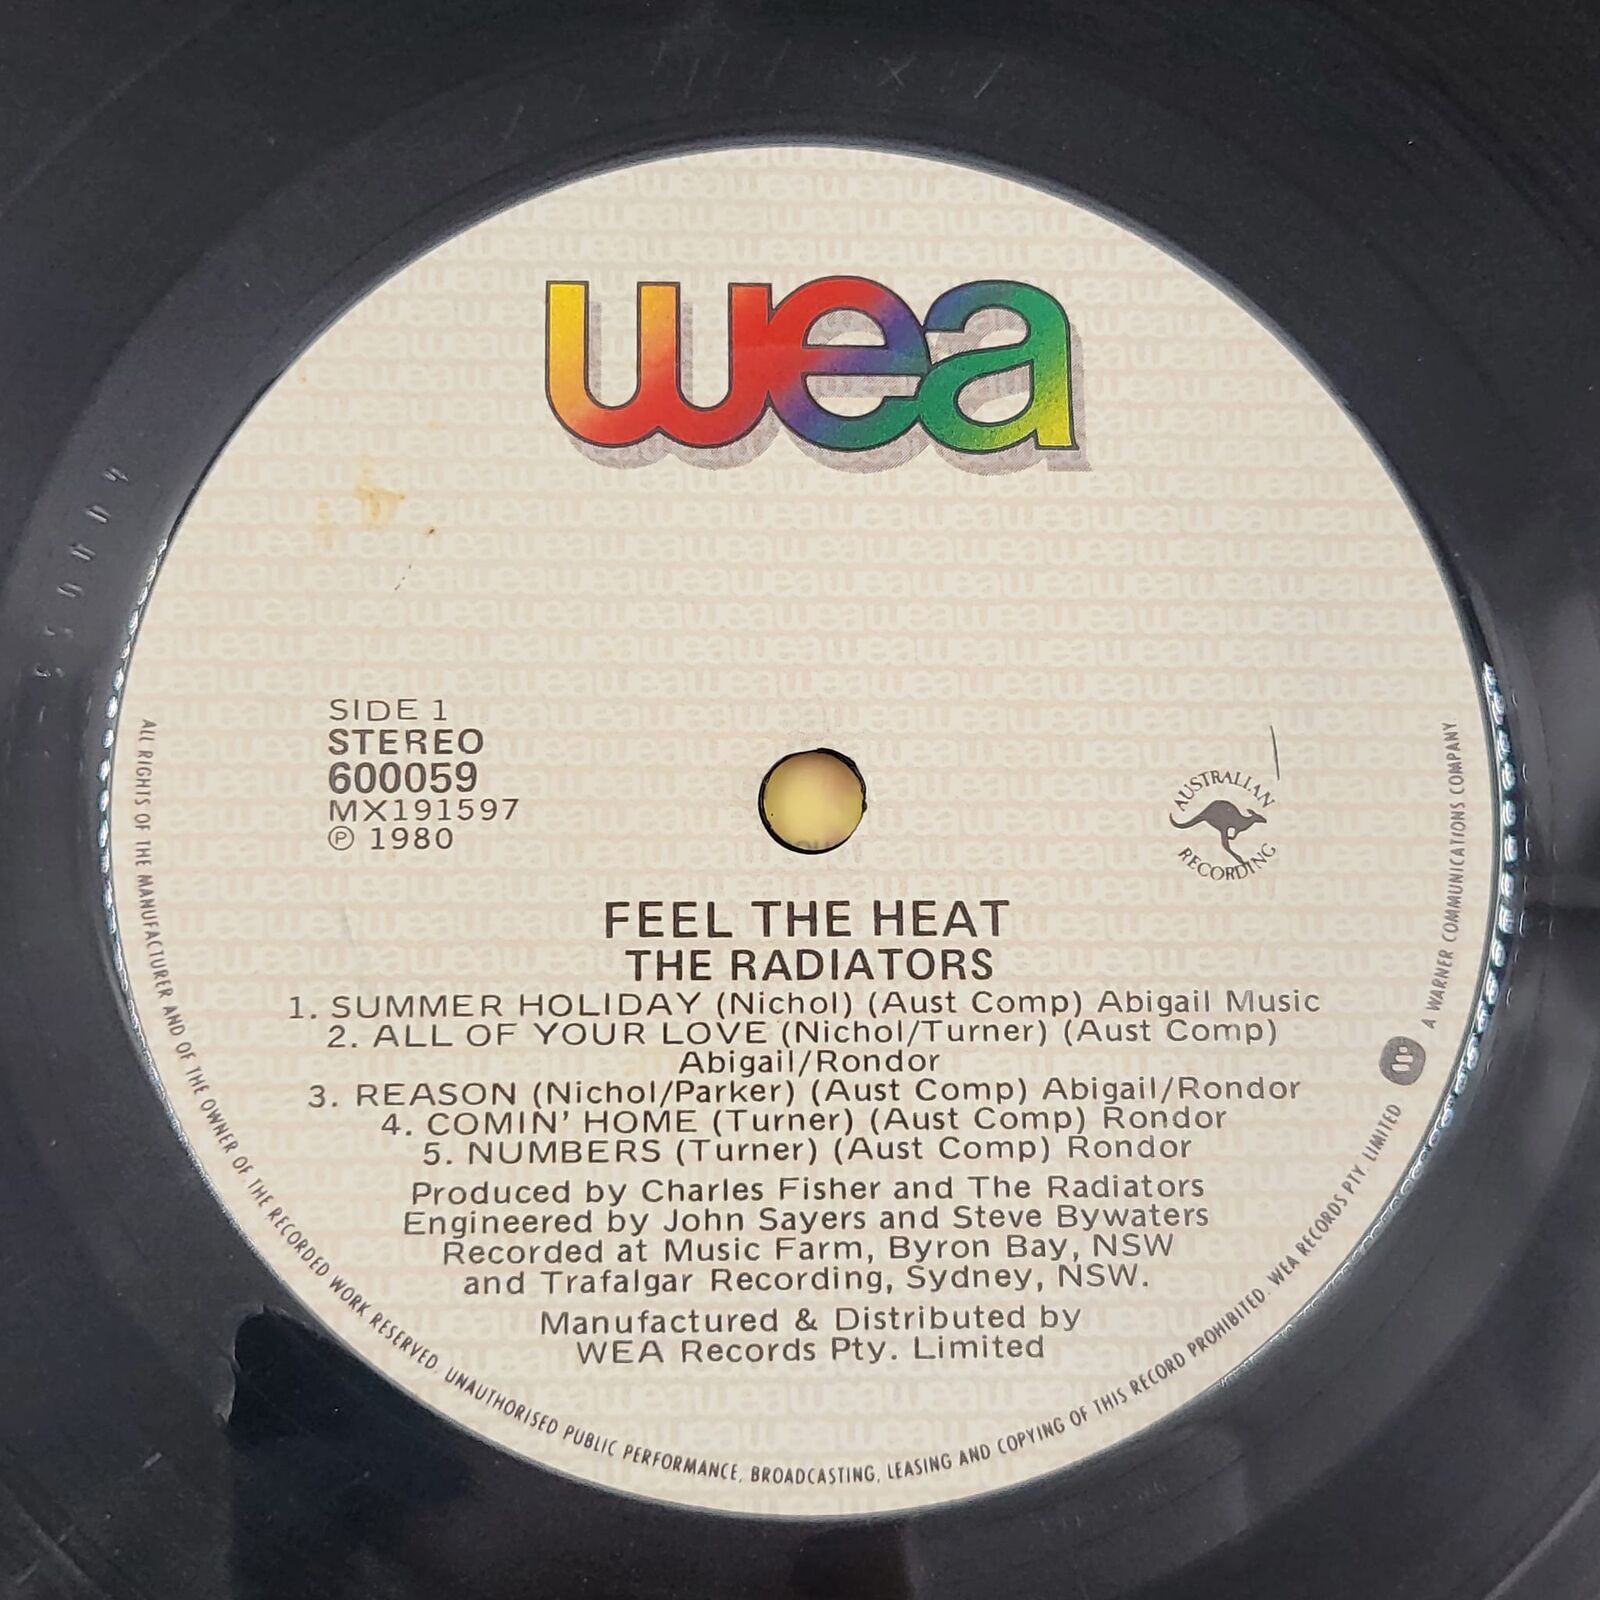 wea
SIDE 1
STEREO
600059
MX191597
℗ 1980
AUSTRALIAN
RECORDING
FEEL THE HEAT
THE RADIATORS
1. SUMMER HOLIDAY (Nichol) (Aust Comp) Abigail Music
2. ALL OF YOUR LOVE (Nichol/Turner) (Aust Comp)
Abigail/Rondor
3. REASON (Nichol/Parker) (Aust Comp) Abigail/Rondor
4. COMIN' HOME (Turner) (Aust Comp) Rondor
5. NUMBERS (Turner) (Aust Comp) Rondor
Produced by Charles Fisher and The Radiators
Engineered by John Sayers and Steve Bywaters
Recorded at Music Farm, Byron Bay, NSW
and Trafalgar Recording, Sydney, NSW.
Manufactured & Distributed by
WEA Records Pty. Limited
ALL RIGHTS OF THE MANUFACTURER AND OF THE OWNER OF THE RECORDED WORK RESERVED. UNAUTHORISED PUBLIC PERFORMANCE, BROADCASTING, LEASING AND COPYING OF THIS RECORD PROHIBITED. WEA RECORDS PTY. LIMITED A WARNER COMMUNICATIONS COMPANY